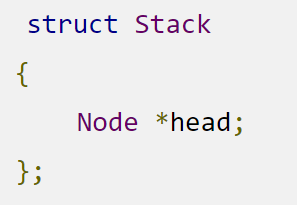 struct Stack
{
    Node *head;
};